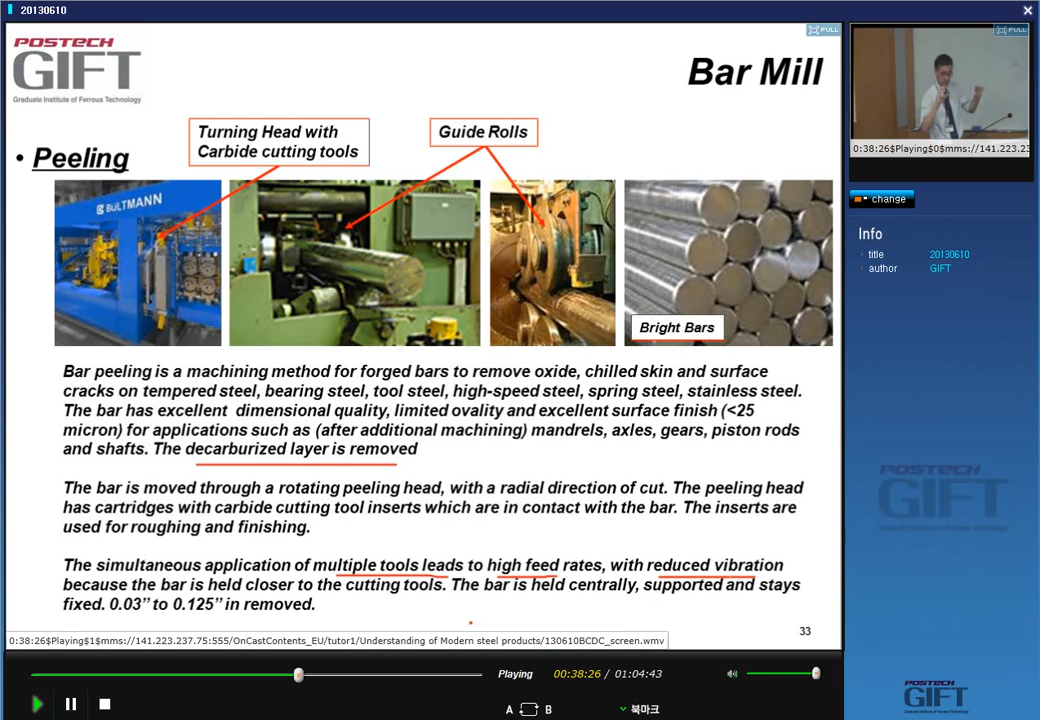 20130610
POSTECH
GIFT
Graduate Institute of Ferrous Technology
FULL
Bar Mill
• Peeling
Turning Head with
Carbide cutting tools
Guide Rolls
BULTMANN
Bright Bars
Bar peeling is a machining method for forged bars to remove oxide, chilled skin and surface
cracks on tempered steel, bearing steel, tool steel, high-speed steel, spring steel, stainless steel.
The bar has excellent dimensional quality, limited ovality and excellent surface finish (<25
micron) for applications such as (after additional machining) mandrels, axles, gears, piston rods
and shafts. The decarburized layer is removed
The bar is moved through a rotating peeling head, with a radial direction of cut. The peeling head
has cartridges with carbide cutting tool inserts which are in contact with the bar. The inserts are
used for roughing and finishing.
The simultaneous application of multiple tools leads to high feed rates, with reduced vibration
because the bar is held closer to the cutting tools. The bar is held centrally, supported and stays
fixed. 0.03” to 0.125” in removed.
33
0:38:26$Playing$1$mms://141.223.237.75:555/OnCastContents_EU/tutor1/Understanding of Modern steel products/130610BCDC_screen.wmv
Playing
00:38:26 / 01:04:43
A B
북마크
FULL
0:38:26$Playing$0$mms://141.223.23
change
Info
title 20130610
author GIFT
POSTECH
GIFT
POSTECH
GIFT